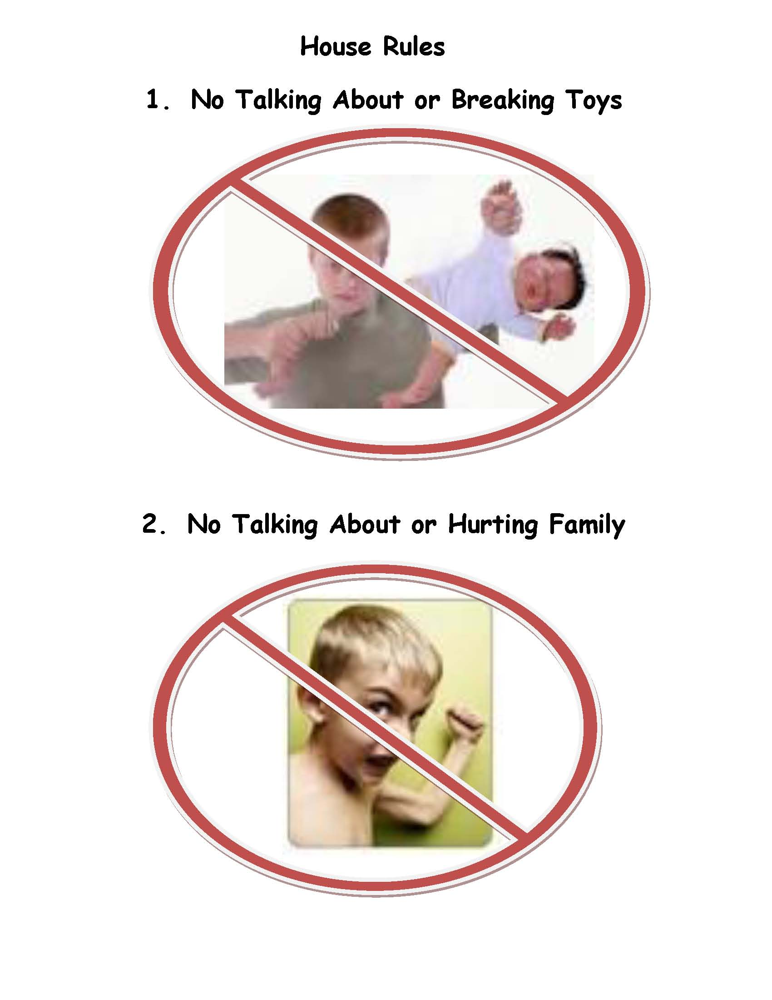 House Rules
1. No Talking About or Breaking Toys
2. No Talking About or Hurting Family